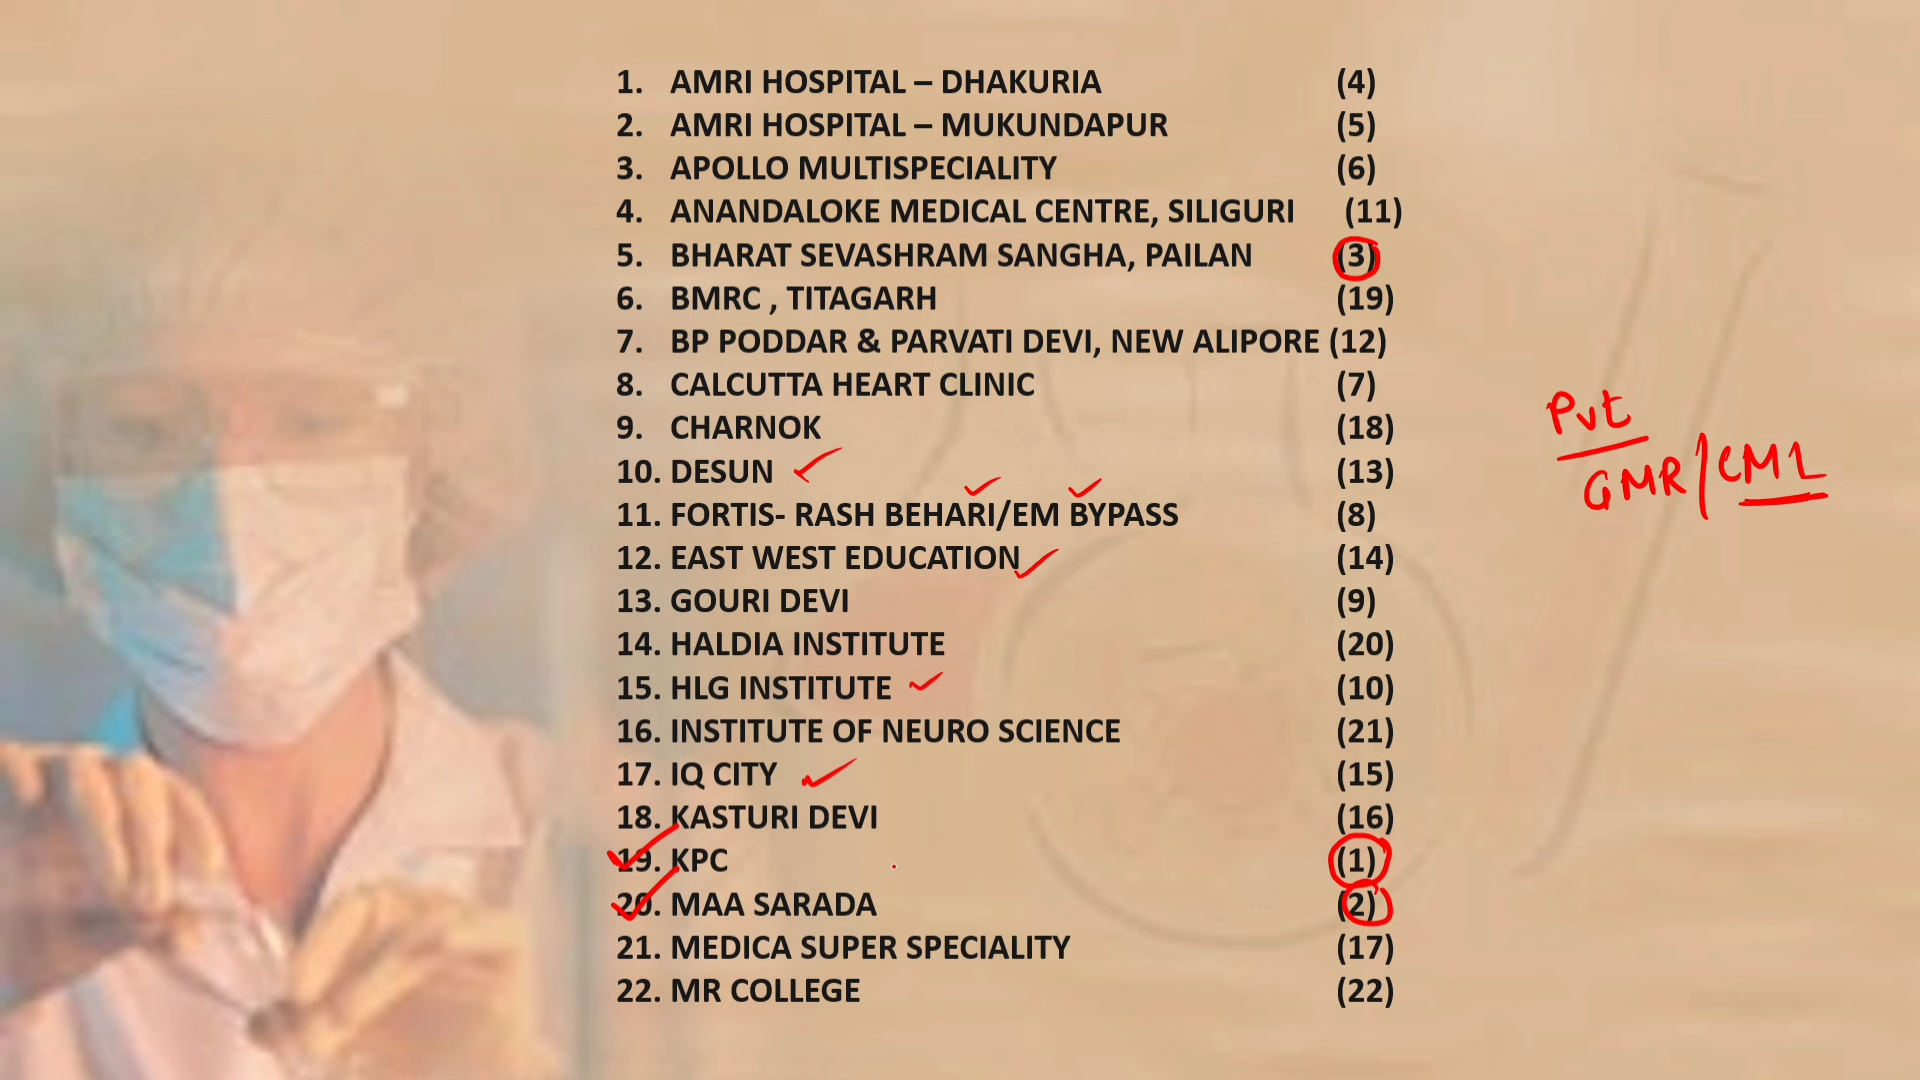 1. AMRI HOSPITAL – DHAKURIA (4)
2. AMRI HOSPITAL – MUKUNDAPUR (5)
3. APOLLO MULTISPECIALITY (6)
4. ANANDALOKE MEDICAL CENTRE, SILIGURI (11)
5. BHARAT SEVASHRAM SANGHA, PAILAN (3)
6. BMRC , TITAGARH (19)
7. BP PODDAR & PARVATI DEVI, NEW ALIPORE (12)
8. CALCUTTA HEART CLINIC (7)
9. CHARNOK (18)
10. DESUN (13)
11. FORTIS- RASH BEHARI/EM BYPASS (8)
12. EAST WEST EDUCATION (14)
13. GOURI DEVI (9)
14. HALDIA INSTITUTE (20)
15. HLG INSTITUTE (10)
16. INSTITUTE OF NEURO SCIENCE (21)
17. IQ CITY (15)
18. KASTURI DEVI (16)
19. KPC (1)
20. MAA SARADA (2)
21. MEDICA SUPER SPECIALITY (17)
22. MR COLLEGE (22)
Pvt
GMR/CML